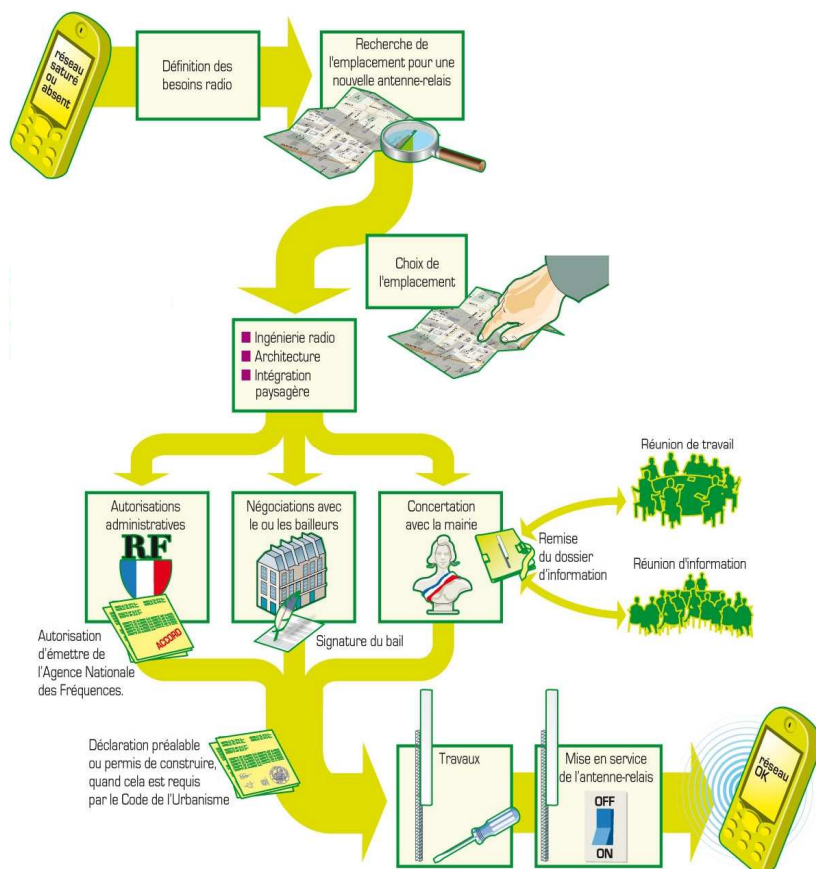 réseau
saturé
ou
absent
Définition des
besoins radio
Recherche de
l'emplacement pour une
nouvelle antenne-relais
Choix de
l'emplacement
Ingénierie radio
Architecture
Intégration
paysagère
Autorisations
administratives
RF
ACCORD
Autorisation
d'émettre de
l'Agence Nationale
des Fréquences.
Négociations avec
le ou les bailleurs
Signature du bail
Concertation
avec la mairie
Remise
du dossier
d'information
Réunion de travail
Réunion d'information
Déclaration préalable
ou permis de construire,
quand cela est requis
par le Code de l'Urbanisme
Travaux
Mise en service
de l'antenne-relais
OFF
ON
réseau
OK